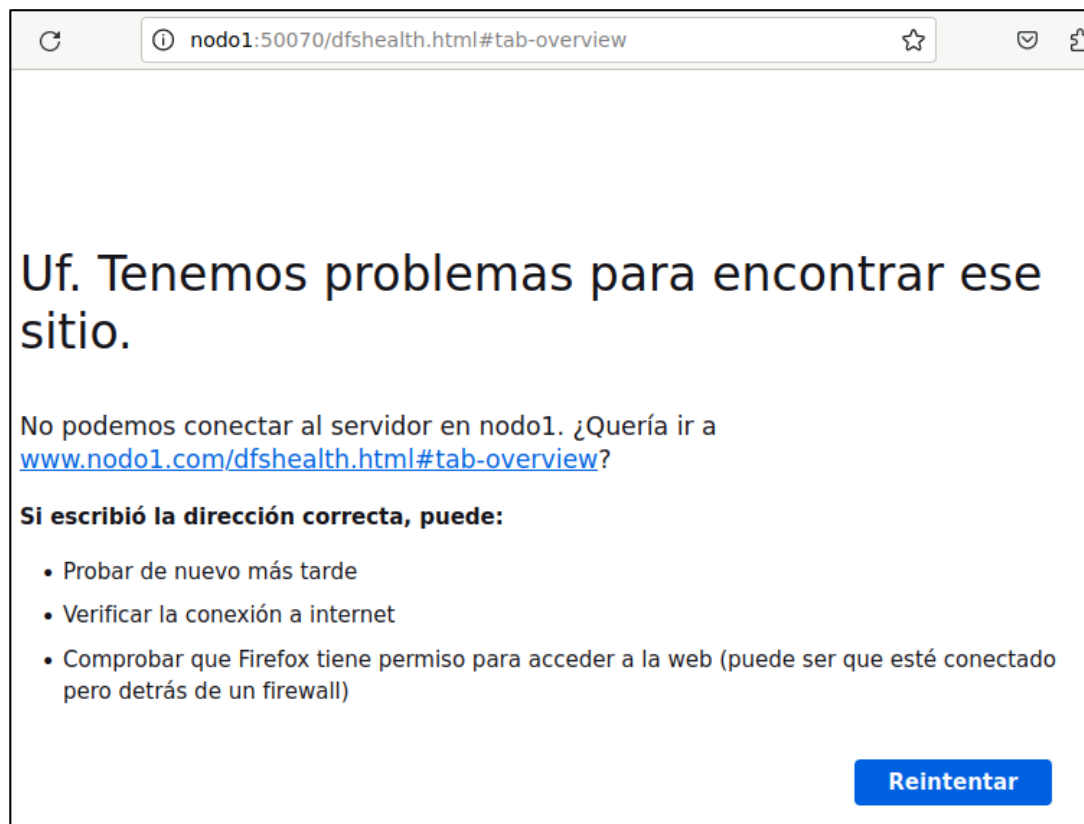 nodo1:50070/dfshealth.html#tab-overview
Uf. Tenemos problemas para encontrar ese
sitio.
No podemos conectar al servidor en nodo1. ¿Quería ir a
www.nodo1.com/dfshealth.html#tab-overview?
Si escribió la dirección correcta, puede:
• Probar de nuevo más tarde
• Verificar la conexión a internet
• Comprobar que Firefox tiene permiso para acceder a la web (puede ser que esté conectado
pero detrás de un firewall)
Reintentar